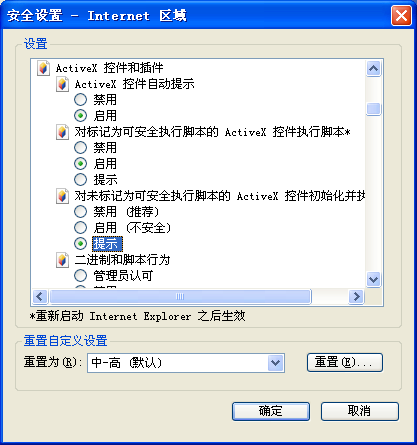 安全设置 - Internet 区域
设置
ActiveX 控件和插件
ActiveX 控件自动提示
禁用
启用
对标记为可安全执行脚本的 ActiveX 控件执行脚本*
禁用
启用
提示
对未标记为可安全执行脚本的 ActiveX 控件初始化并执
禁用 (推荐)
启用 (不安全)
提示
二进制和脚本行为
管理员认可
*重新启动 Internet Explorer 之后生效
重置自定义设置
重置为(R): 中-高 (默认) 重置(E)...
确定 取消